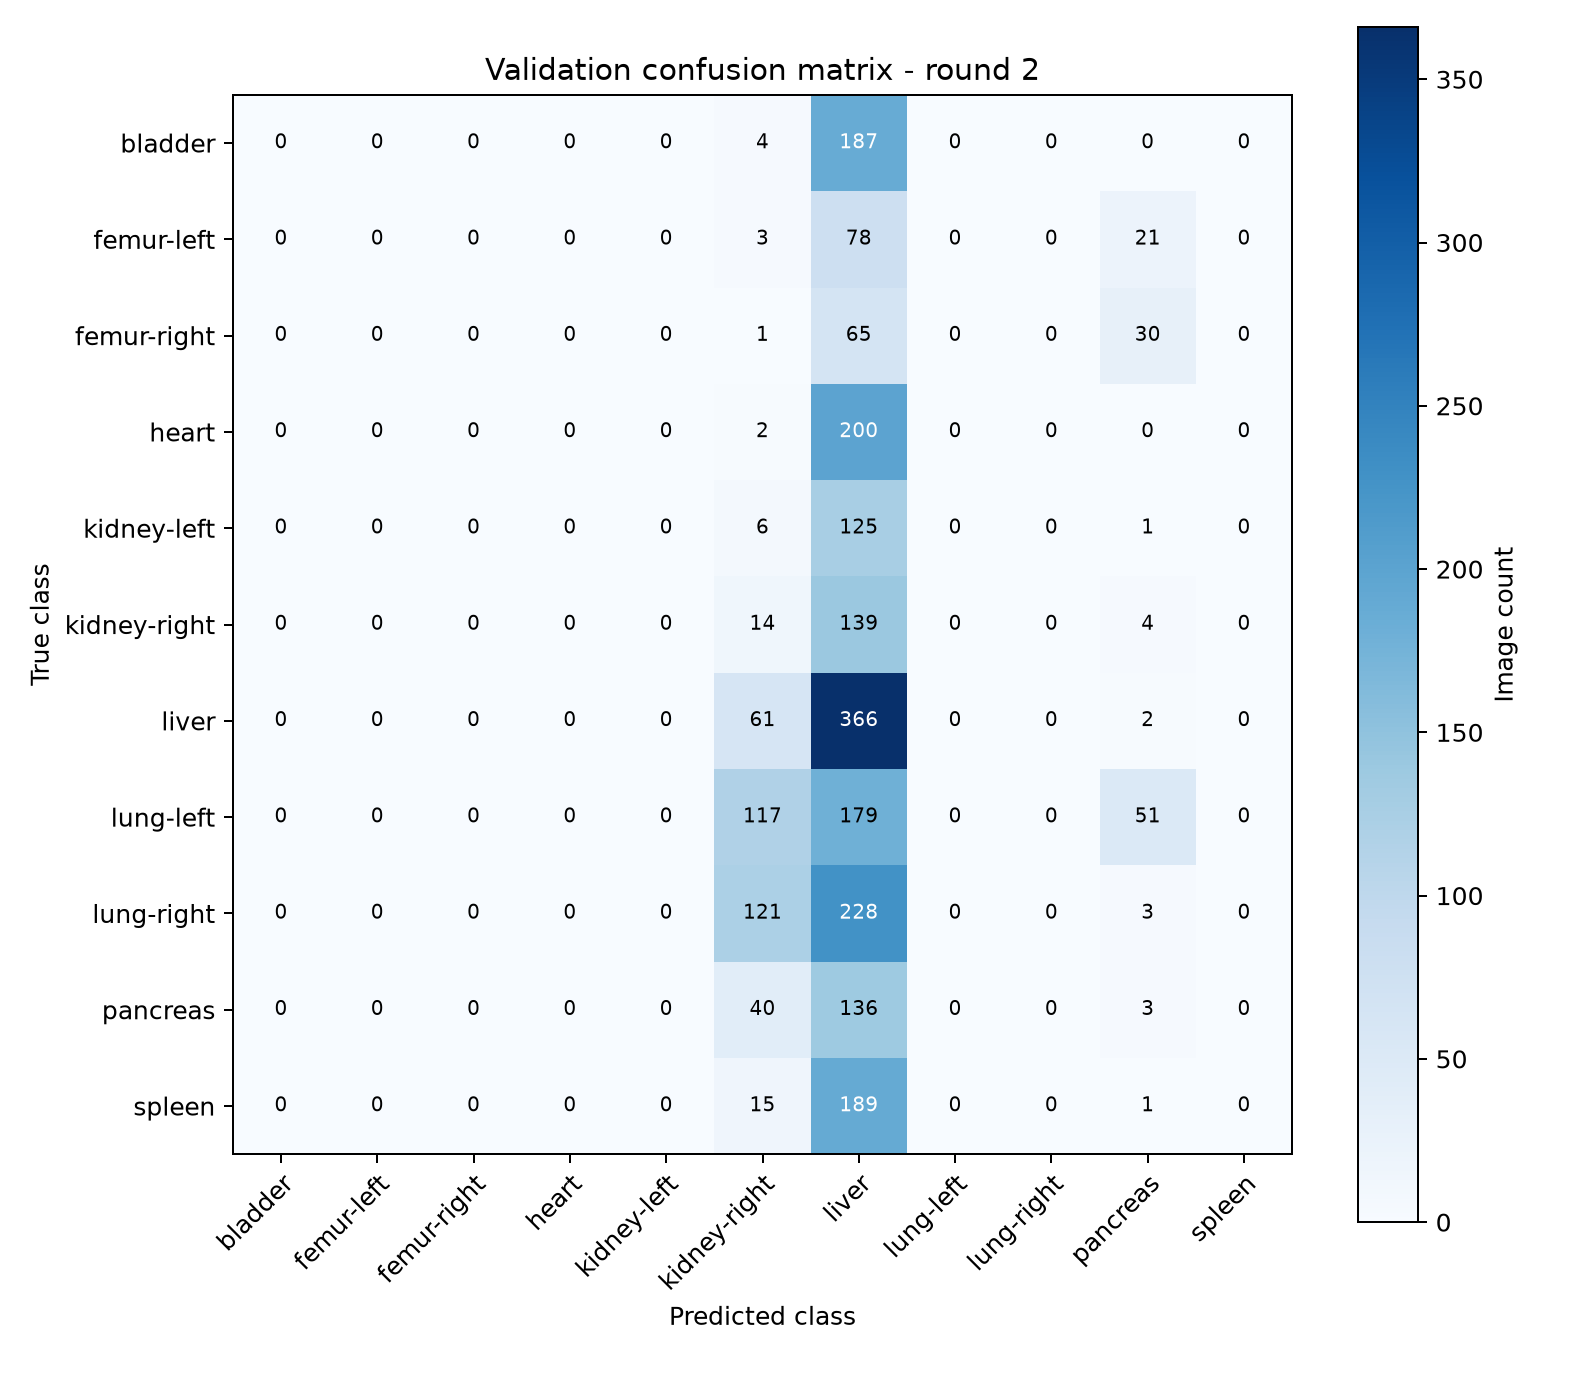 Validation confusion matrix - round 2
bladder 0 0 0 0 0 4 187 0 0 0 0
femur-left 0 0 0 0 0 3 78 0 0 21 0
femur-right 0 0 0 0 0 1 65 0 0 30 0
heart 0 0 0 0 0 2 200 0 0 0 0
kidney-left 0 0 0 0 0 6 125 0 0 1 0
kidney-right 0 0 0 0 0 14 139 0 0 4 0
liver 0 0 0 0 0 61 366 0 0 2 0
lung-left 0 0 0 0 0 117 179 0 0 51 0
lung-right 0 0 0 0 0 121 228 0 0 3 0
pancreas 0 0 0 0 0 40 136 0 0 3 0
spleen 0 0 0 0 0 15 189 0 0 1 0
True class
bladder femur-left femur-right heart kidney-left kidney-right liver lung-left lung-right pancreas spleen
Predicted class
350
300
250
200
150
100
50
0
Image count